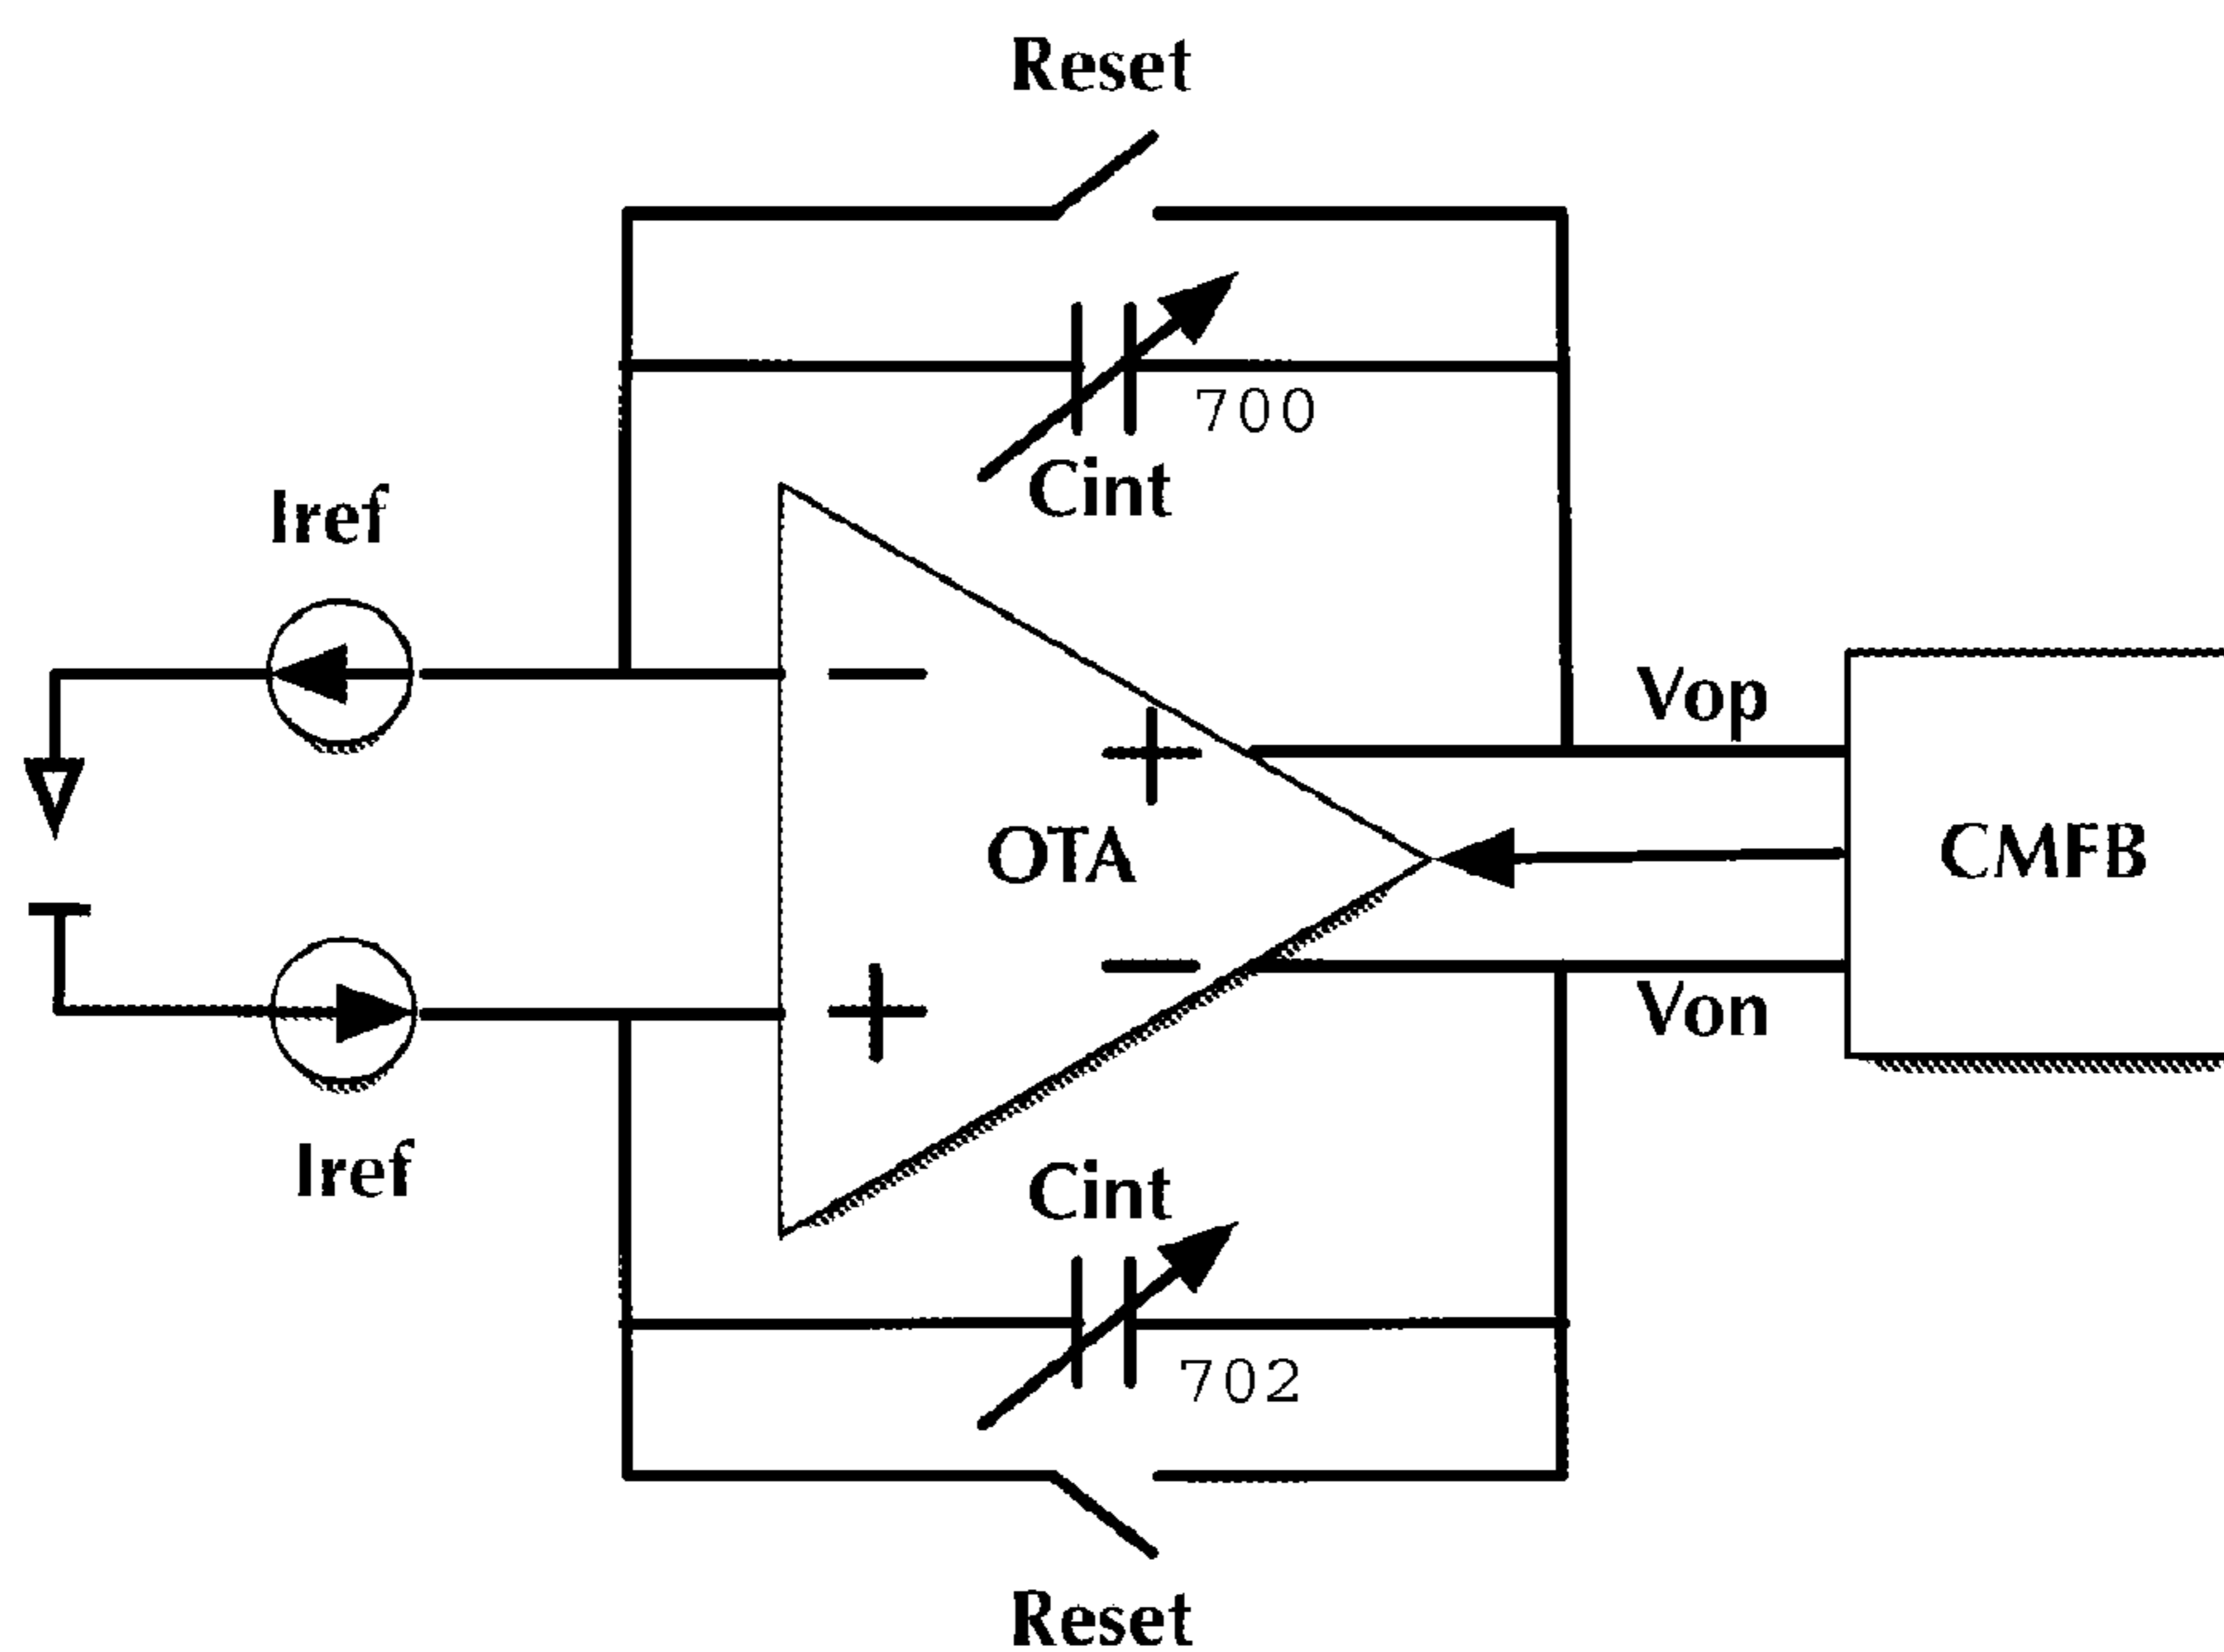 Reset
700
Cint
Iref
Vop
OTA
CMFB
Von
Iref
Cint
702
Reset